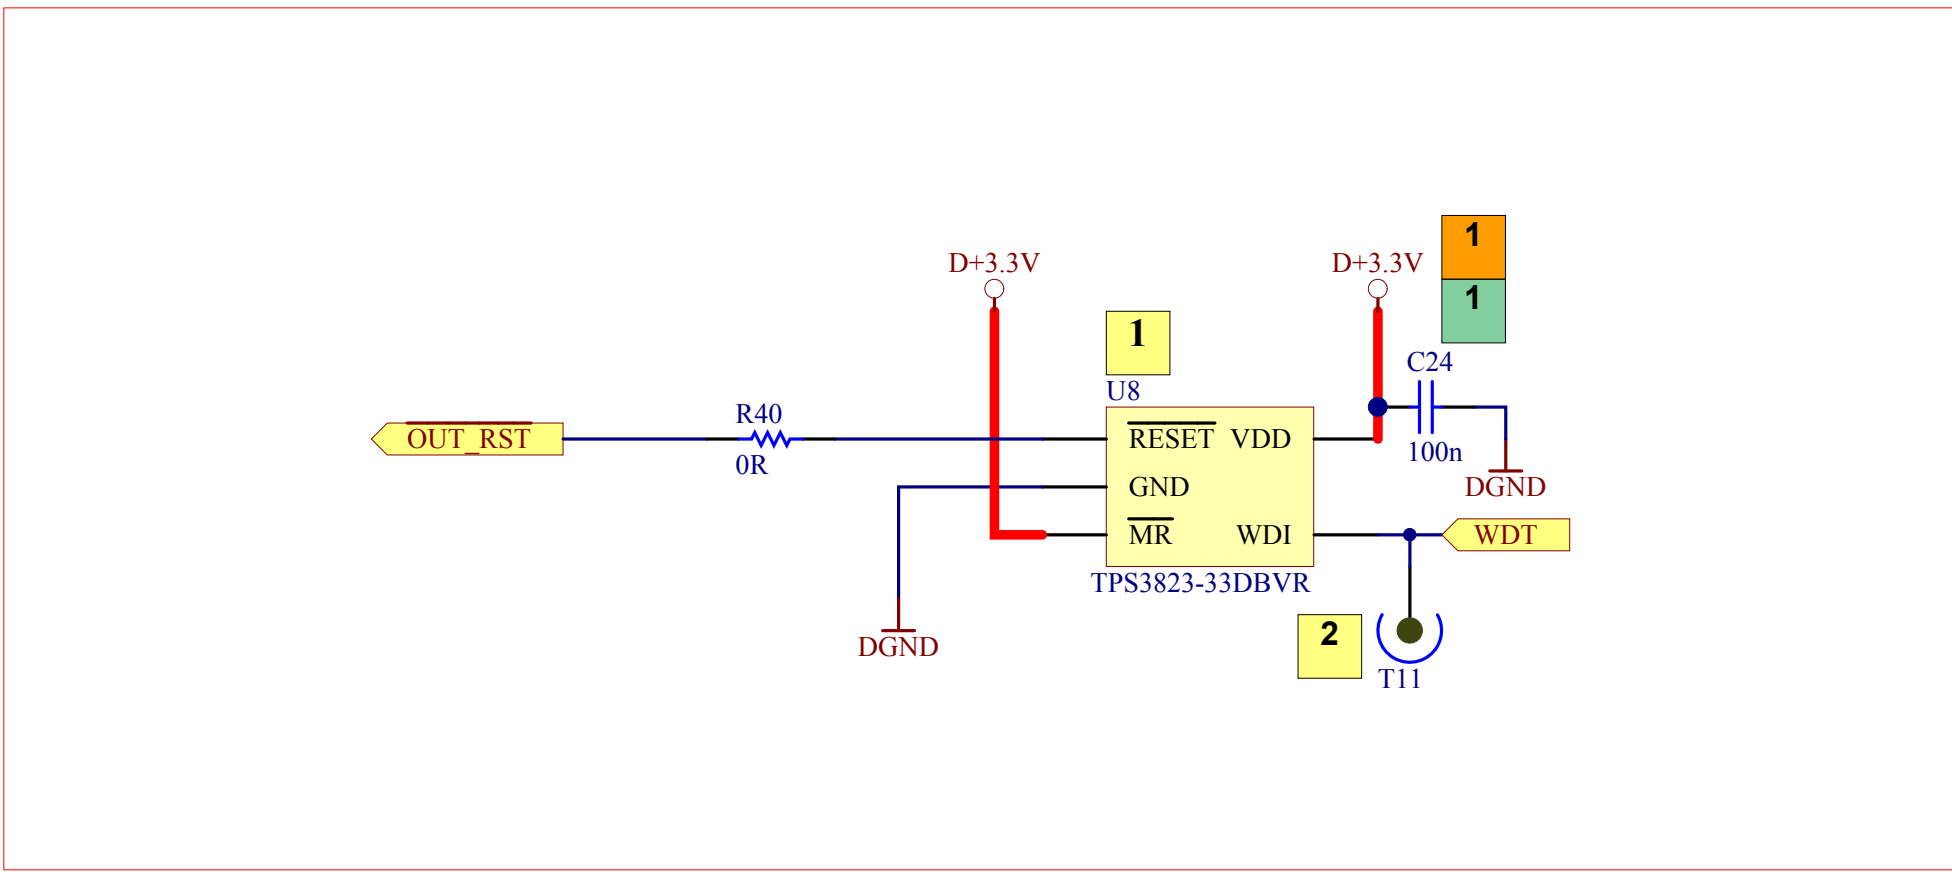 1
D+3.3V
D+3.3V
1
1
C24
U8
R40
OUT_RST
RESET VDD
0R
100n
GND
DGND
MR WDI
WDT
TPS3823-33DBVR
DGND
2
T11